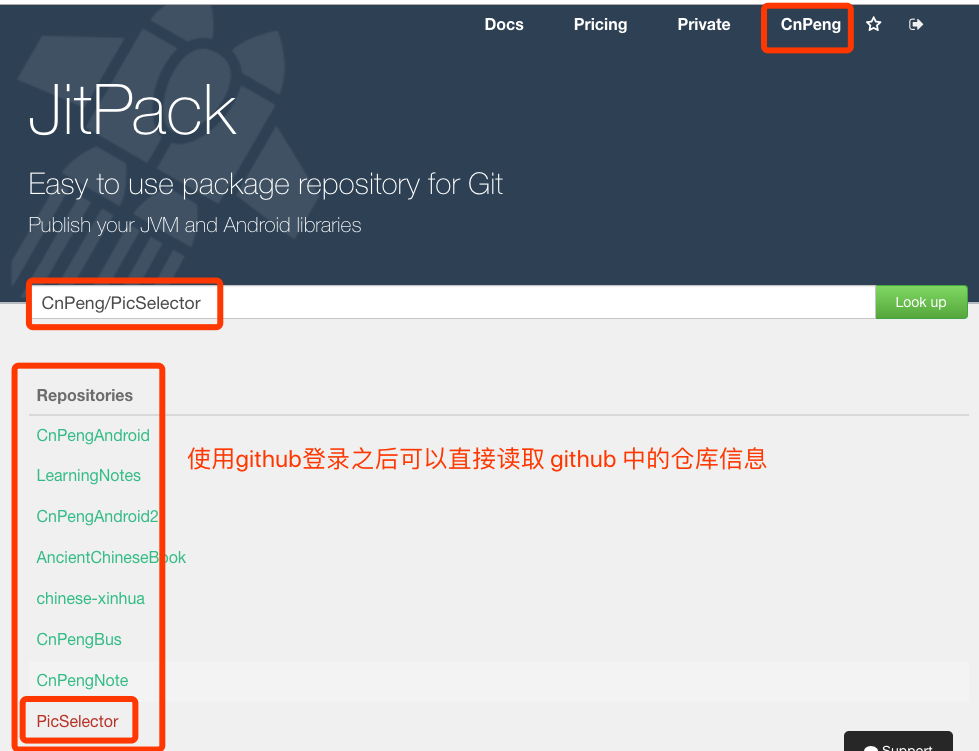 Docs Pricing Private CnPeng
JitPack
Easy to use package repository for Git
Publish your JVM and Android libraries
CnPeng/PicSelector Look up
Repositories
CnPengAndroid
使用github登录之后可以直接读取 github 中的仓库信息
LearningNotes
CnPengAndroid2
AncientChineseBook
chinese-xinhua
CnPengBus
CnPengNote
PicSelector
Support